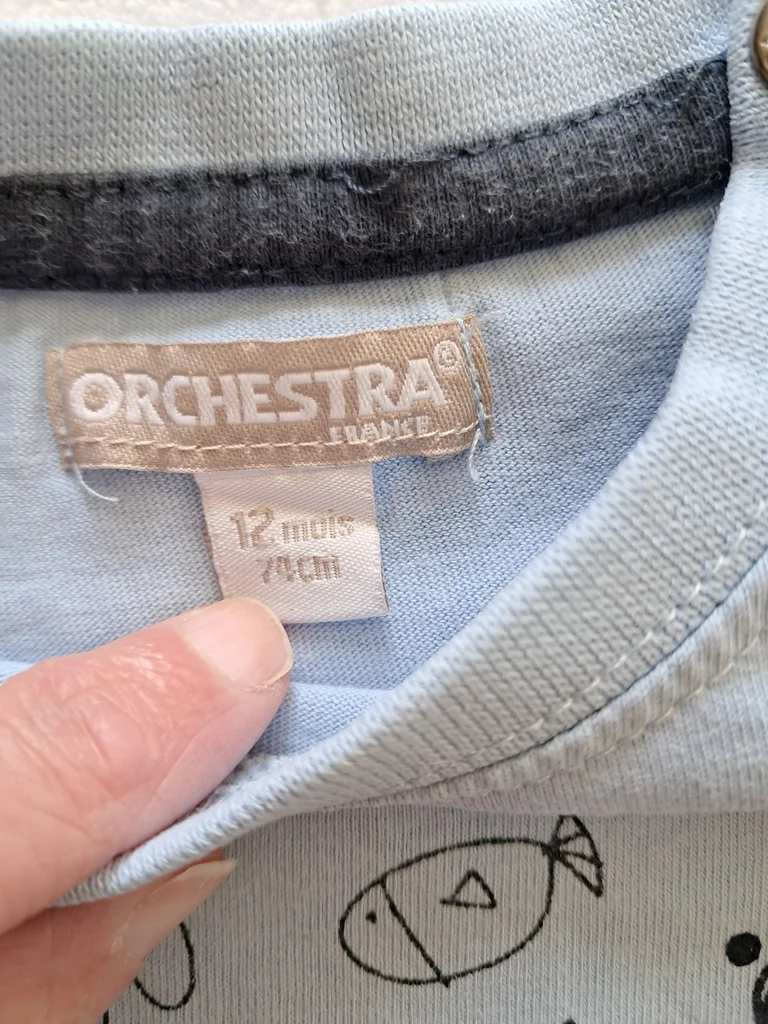 ORCHESTRA®
FRANCE
12 mois
74cm